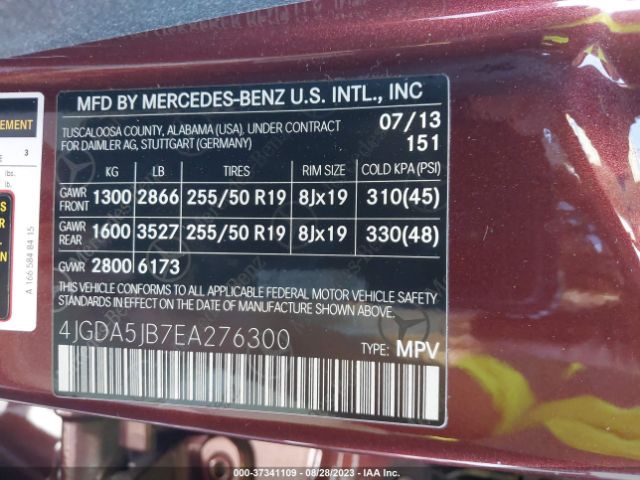 MFD BY MERCEDES-BENZ U.S. INTL., INC
TUSCALOOSA COUNTY, ALABAMA (USA), UNDER CONTRACT 07/13
FOR DAIMLER AG, STUTTGART (GERMANY) 151
KG LB TIRES RIM SIZE COLD KPA (PSI)
GAWR FRONT 1300 2866 255/50 R19 8Jx19 310(45)
GAWR REAR 1600 3527 255/50 R19 8Jx19 330(48)
GWR 2800 6173
THIS VEHICLE CONFORMS TO ALL APPLICABLE FEDERAL MOTOR VEHICLE SAFETY
STANDARDS IN EFFECT ON THE DATE OF MANUFACTURE SHOWN ABOVE.
4JGDA5JB7EA276300
TYPE: MPV
EMENT
3
lbs.
lb.
A 166 584 84 15
000-37341109 - 08/28/2023 - IAA Inc.